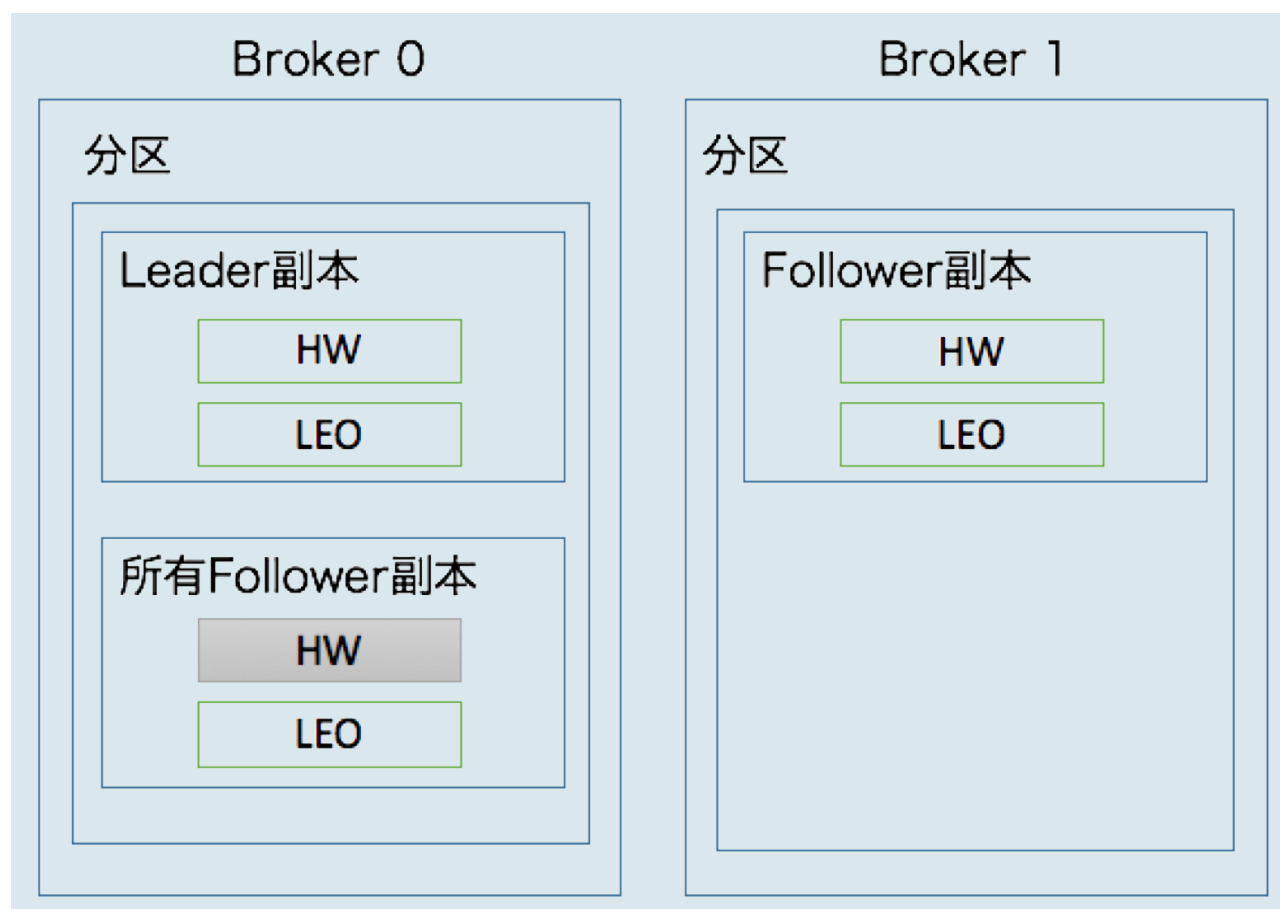 Broker 0
分区
Leader副本
HW
LEO
所有Follower副本
HW
LEO
Broker 1
分区
Follower副本
HW
LEO